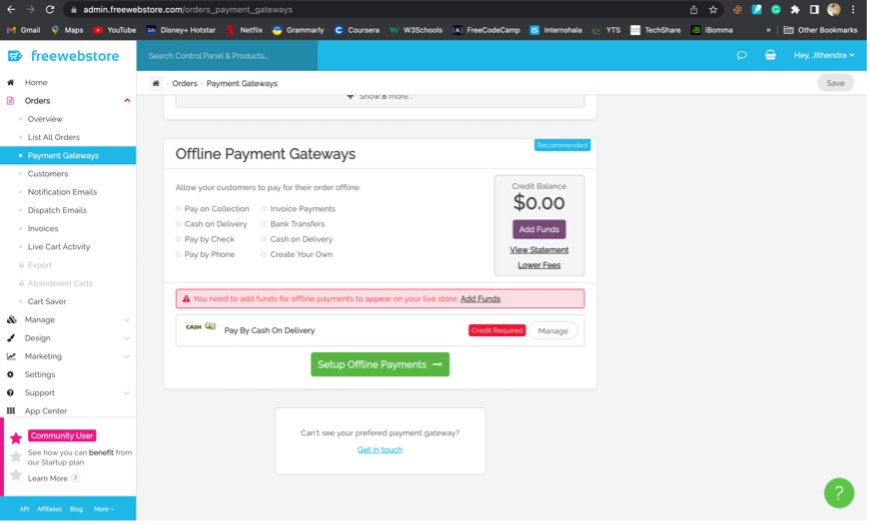 admin.freewebstore.com/orders_payment_gateways
Gmail Maps YouTube Disney+ Hotstar Netflix Grammarly Coursera W3Schools FreeCodeCamp Internshala YTS TechShare iBomma » Other Bookmarks
freewebstore
Search Control Panel & Products...
Hey, Jithendra
Home
Orders
Overview
List All Orders
Payment Gateways
Customers
Notification Emails
Dispatch Emails
Invoices
Live Cart Activity
Export
Abandoned Carts
Cart Saver
Manage
Design
Marketing
Settings
Support
App Center
Community User
See how you can benefit from
our Startup plan.
Learn More ?
API Affiliates Blog More
Orders Payment Gateways
Save
Show 8 more...
Offline Payment Gateways
Recommended
Allow your customers to pay for their order offline.
Pay on Collection Invoice Payments
Cash on Delivery Bank Transfers
Pay by Check Cash on Delivery
Pay by Phone Create Your Own
Credit Balance
$0.00
Add Funds
View Statement
Lower Fees
You need to add funds for offline payments to appear on your live store. Add Funds
CASH Pay By Cash On Delivery Credit Required Manage
Setup Offline Payments →
Can't see your prefered payment gateway?
Get in touch
?